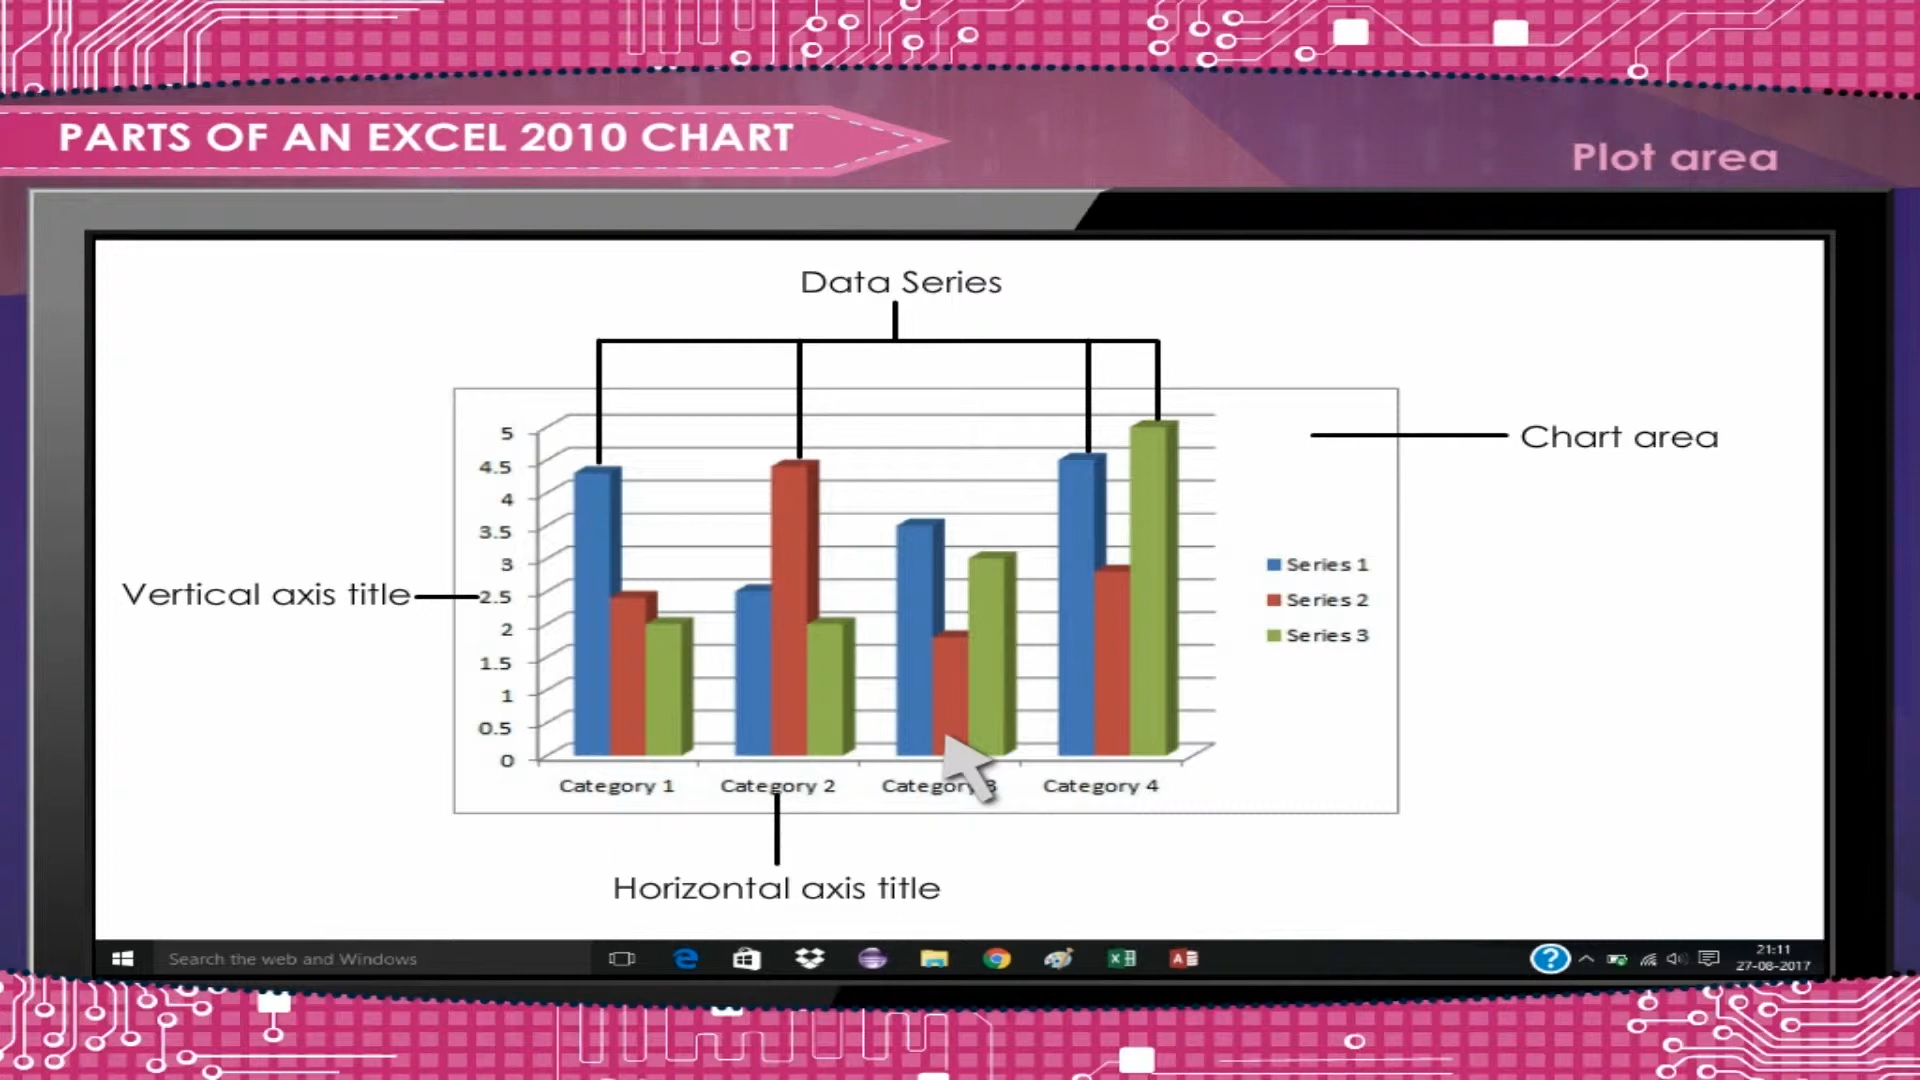 PARTS OF AN EXCEL 2010 CHART
Plot area
Data Series
Chart area
Vertical axis title
5
4.5
4
3.5
3
2.5
2
1.5
1
0.5
0
Series 1
Series 2
Series 3
Category 1 Category 2 Category 3 Category 4
Horizontal axis title
Search the web and Windows
21:11
27-08-2017